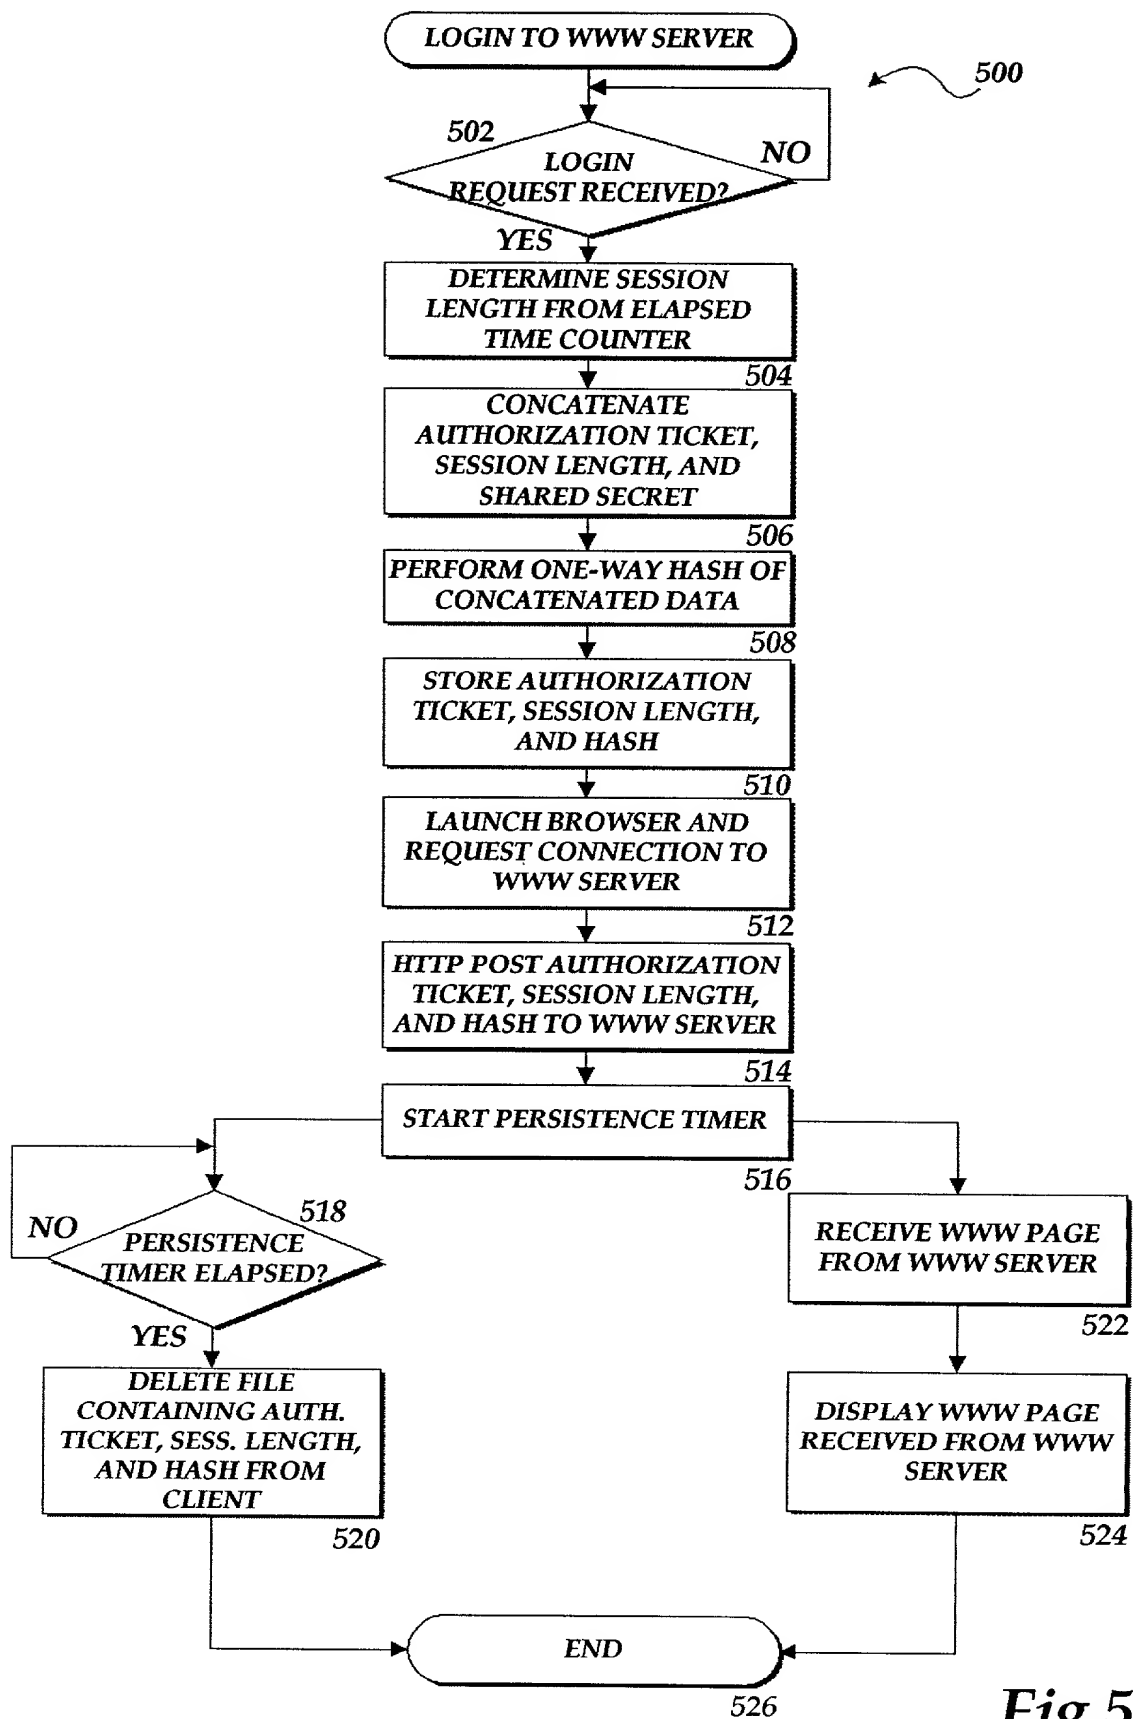 LOGIN TO WWW SERVER
500
502
LOGIN
REQUEST RECEIVED?
NO
YES
DETERMINE SESSION
LENGTH FROM ELAPSED
TIME COUNTER
504
CONCATENATE
AUTHORIZATION TICKET,
SESSION LENGTH, AND
SHARED SECRET
506
PERFORM ONE-WAY HASH OF
CONCATENATED DATA
508
STORE AUTHORIZATION
TICKET, SESSION LENGTH,
AND HASH
510
LAUNCH BROWSER AND
REQUEST CONNECTION TO
WWW SERVER
512
HTTP POST AUTHORIZATION
TICKET, SESSION LENGTH,
AND HASH TO WWW SERVER
514
START PERSISTENCE TIMER
516
518
NO
PERSISTENCE
TIMER ELAPSED?
YES
DELETE FILE
CONTAINING AUTH.
TICKET, SESS. LENGTH,
AND HASH FROM
CLIENT
520
RECEIVE WWW PAGE
FROM WWW SERVER
522
DISPLAY WWW PAGE
RECEIVED FROM WWW
SERVER
524
END
526
Fig.5